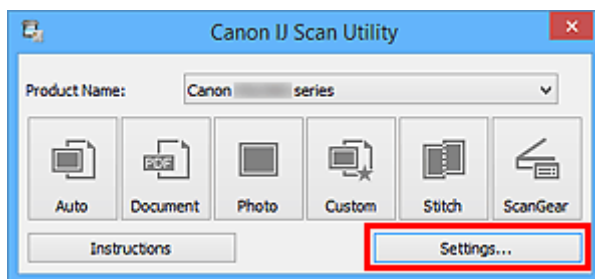 Canon IJ Scan Utility
Product Name: Canon series
PDF
Auto Document Photo Custom Stitch ScanGear
Instructions Settings...